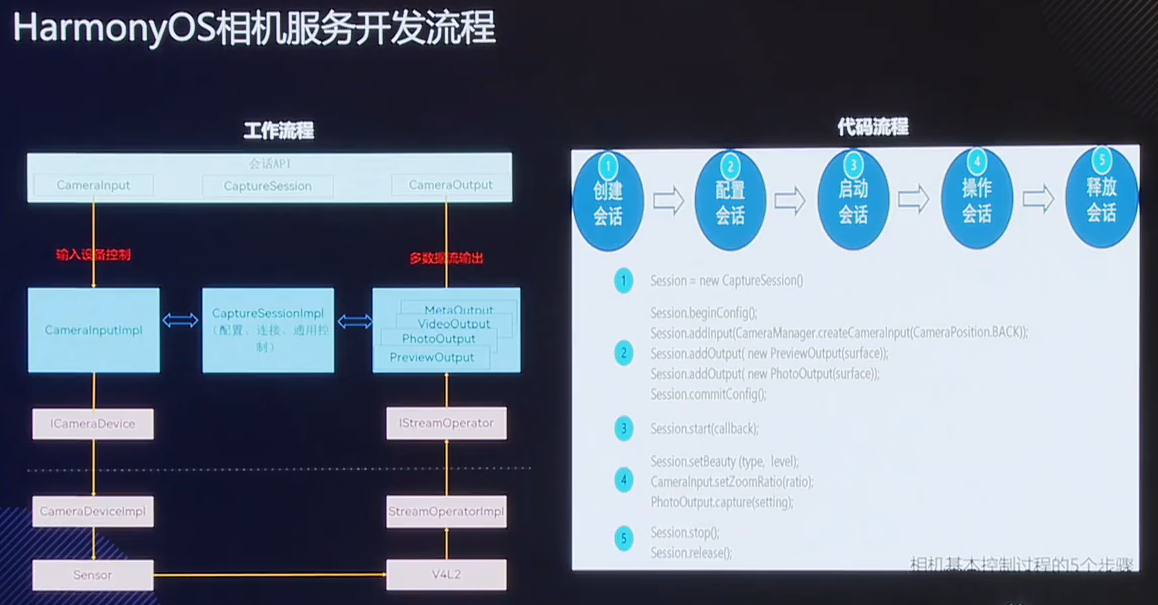 HarmonyOS相机服务开发流程
工作流程
会话API
CameraInput
CaptureSession
CameraOutput
输入设备控制
多数据流输出
CameraInputImpl
CaptureSessionImpl
（配置、连接、通用控
制）
MetaOutput
VideoOutput
PhotoOutput
PreviewOutput
ICameraDevice
IStreamOperator
CameraDeviceImpl
StreamOperatorImpl
Sensor
V4L2
代码流程
1
创建
会话
2
配置
会话
3
启动
会话
4
操作
会话
5
释放
会话
1
Session = new CaptureSession()
2
Session.beginConfig();
Session.addInput(CameraManager.createCameraInput(CameraPosition.BACK));
Session.addOutput( new PreviewOutput(surface));
Session.addOutput( new PhotoOutput(surface));
Session.commitConfig();
3
Session.start(callback);
4
Session.setBeauty (type, level);
CameraInput.setZoomRatio(ratio);
PhotoOutput.capture(setting);
5
Session.stop();
Session.release();
相机基本控制过程的5个步骤